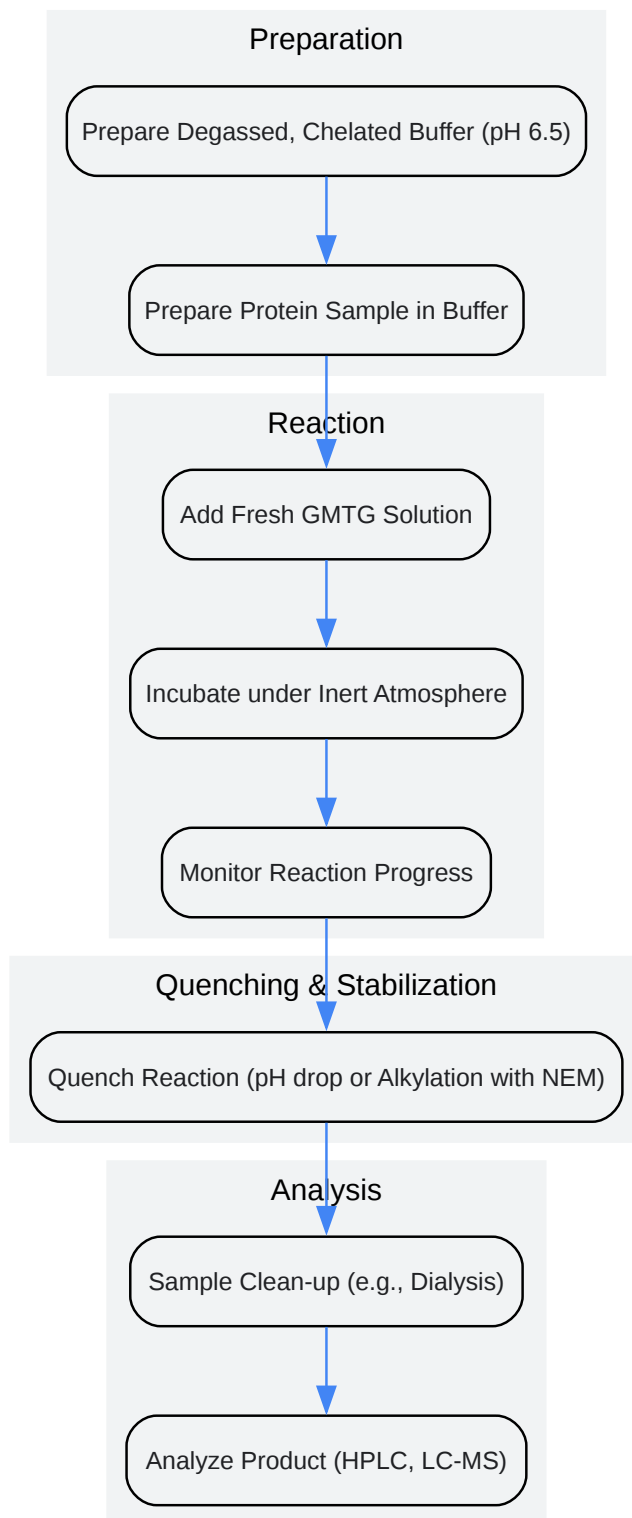 Preparation
Prepare Degassed, Chelated Buffer (pH 6.5)
Prepare Protein Sample in Buffer
Reaction
Add Fresh GMTG Solution
Incubate under Inert Atmosphere
Monitor Reaction Progress
Quenching & Stabilization
Quench Reaction (pH drop or Alkylation with NEM)
Analysis
Sample Clean-up (e.g., Dialysis)
Analyze Product (HPLC, LC-MS)